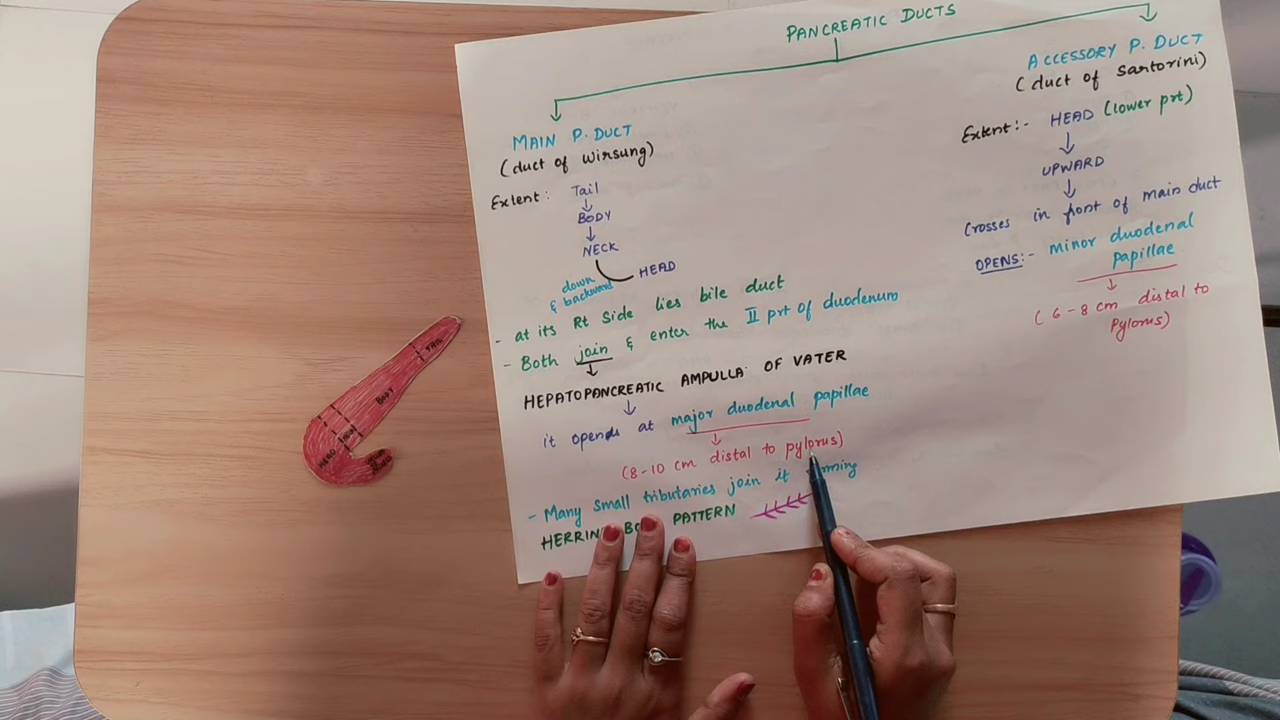 PANCREATIC DUCTS
MAIN P. DUCT
(duct of Wirsung)
Extent: Tail
BODY
NECK
down
& backward
HEAD
- at its Rt Side lies bile duct
- Both join & enter the II prt of duodenum
HEPATOPANCREATIC AMPULLA OF VATER
it opens at major duodenal papillae
(8-10 cm distal to pylorus)
- Many small tributaries join it
PATTERN
ACCESSORY P. DUCT
(duct of Sartorini)
Extent:- HEAD (lower prt)
UPWARD
Crosses in front of main duct
OPENS:- minor duodenal
papillae
(6-8 cm distal to
Pylorus)
TAIL
BODY
HEAD